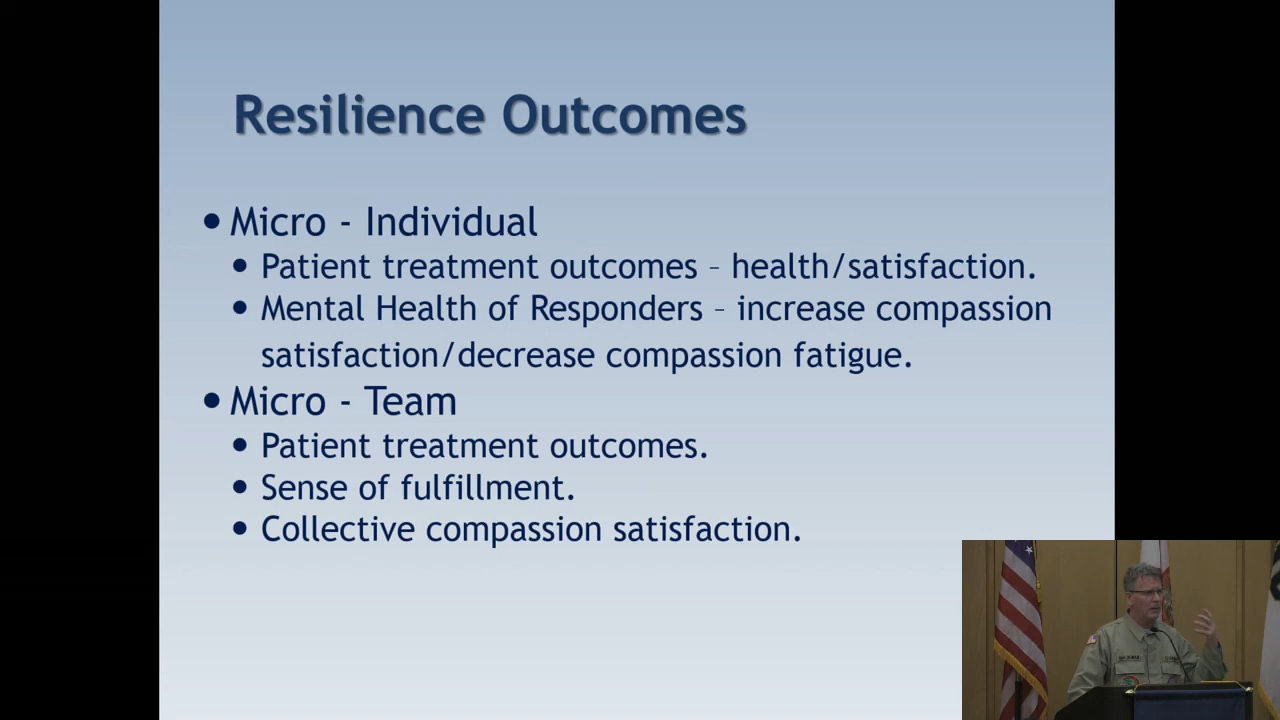 Resilience Outcomes
• Micro - Individual
• Patient treatment outcomes – health/satisfaction.
• Mental Health of Responders – increase compassion
satisfaction/decrease compassion fatigue.
• Micro - Team
• Patient treatment outcomes.
• Sense of fulfillment.
• Collective compassion satisfaction.